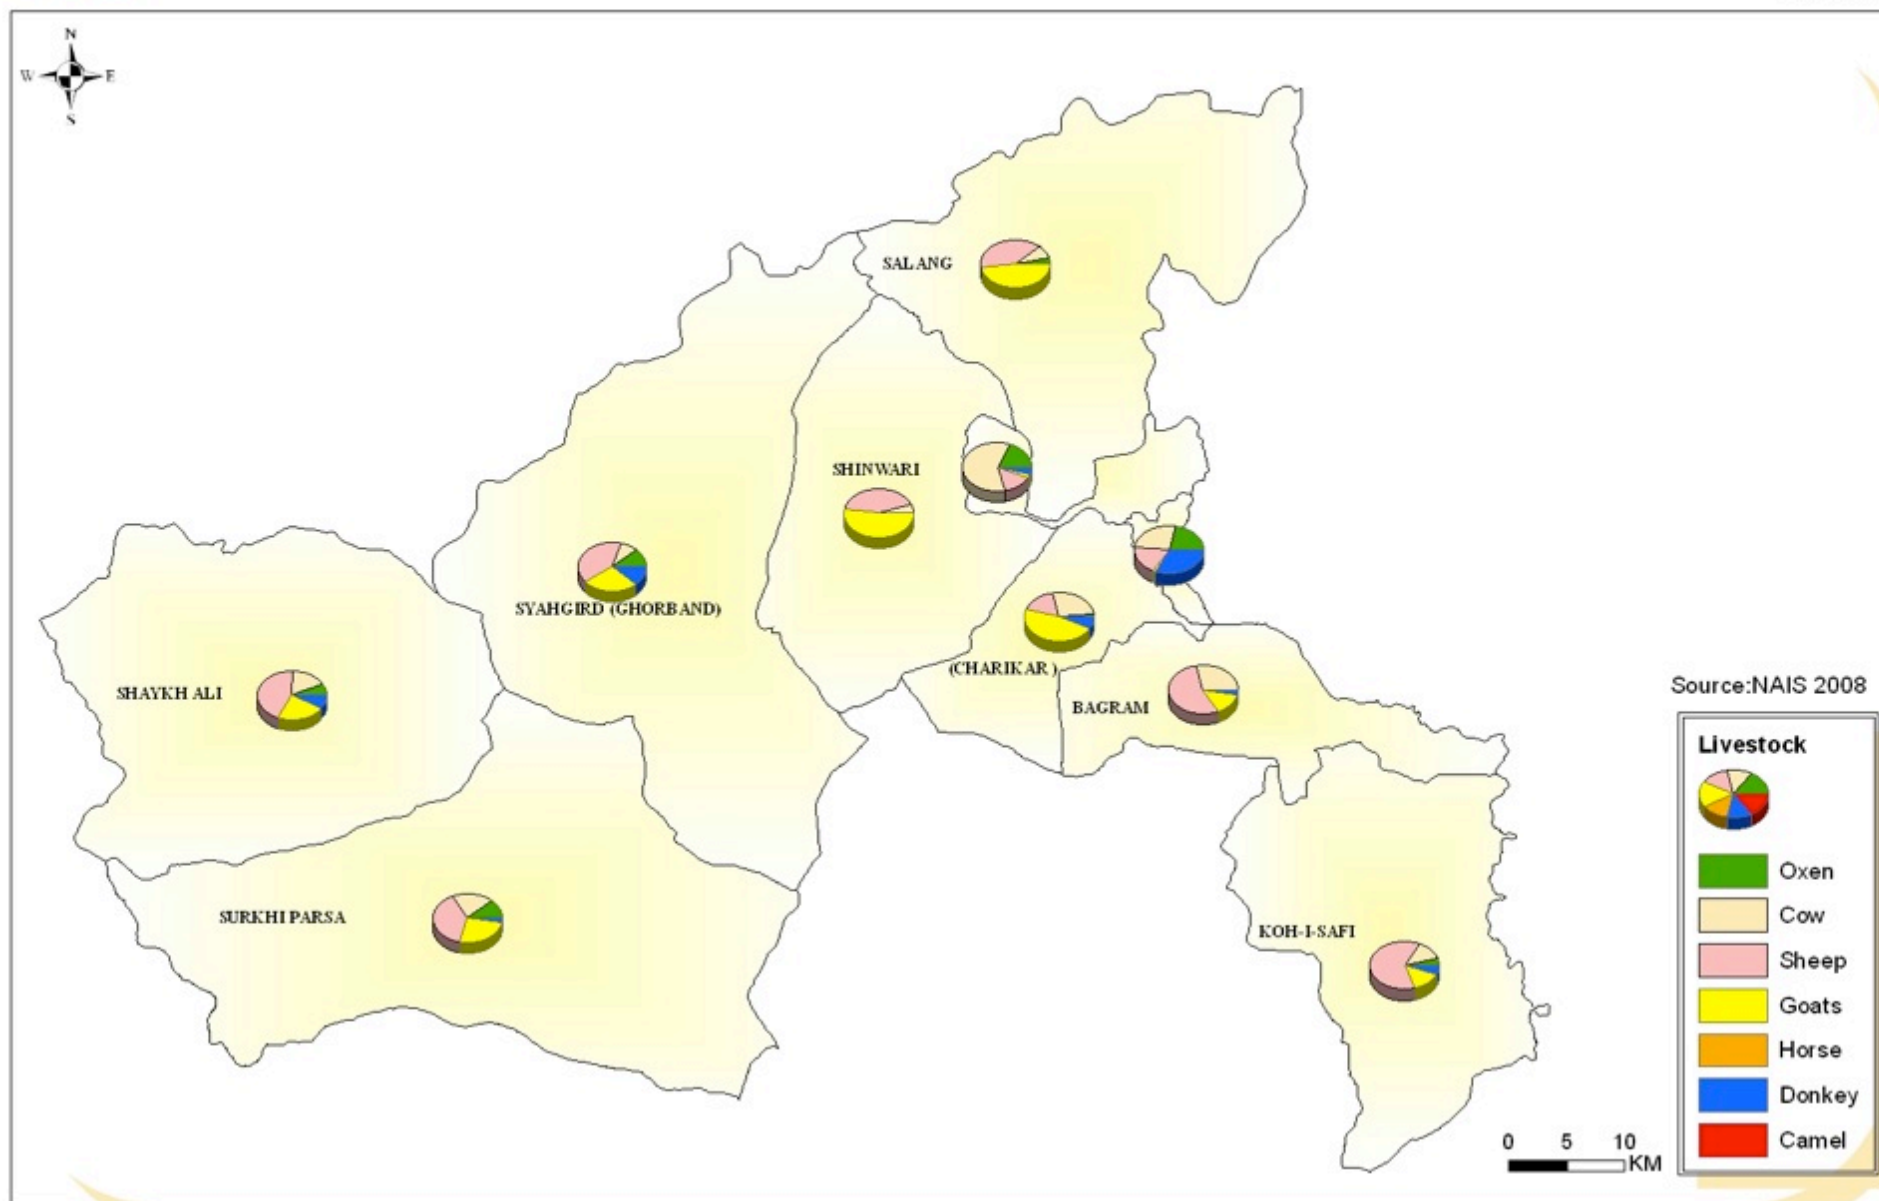 N
W E
S
SALANG
SHINWARI
SYAHGIRD (GHORBAND)
(CHARIKAR )
SHAYKH ALI
BAGRAM
SURKHI PARSA
KOH-I-SAFI
Source:NAIS 2008
Livestock
Oxen
Cow
Sheep
Goats
Horse
Donkey
Camel
0 5 10
KM